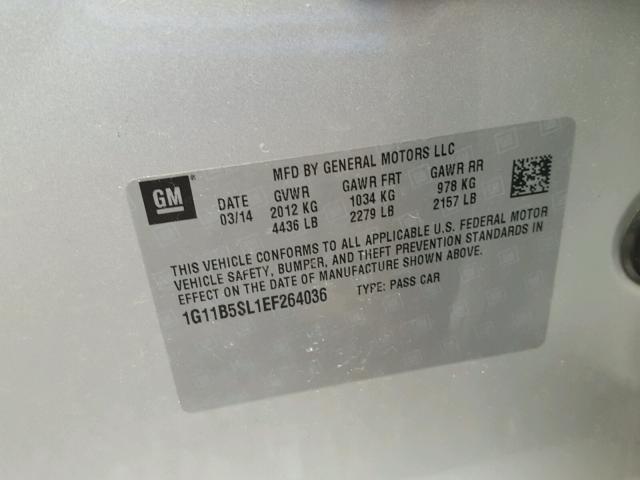 MFD BY GENERAL MOTORS LLC
GM
DATE GVWR GAWR FRT GAWR RR
03/14 2012 KG 1034 KG 978 KG
4436 LB 2279 LB 2157 LB
THIS VEHICLE CONFORMS TO ALL APPLICABLE U.S. FEDERAL MOTOR
VEHICLE SAFETY, BUMPER, AND THEFT PREVENTION STANDARDS IN
EFFECT ON THE DATE OF MANUFACTURE SHOWN ABOVE.
1G11B5SL1EF264036 TYPE: PASS CAR